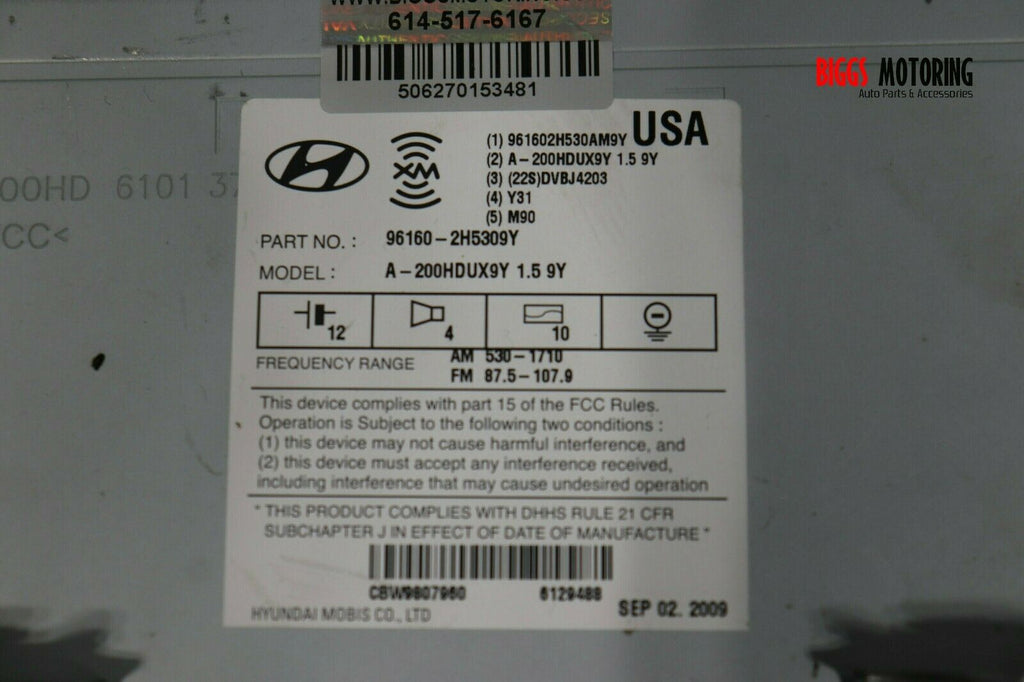 614-517-6167
506270153481
BIGGS MOTORING
Auto Parts & Accessories
USA
XM
(1) 961602H530AM9Y
(2) A-200HDUX9Y 1.5 9Y
(3) (22S)DVBJ4203
(4) Y31
(5) M90
00HD 6101 37
CC<
PART NO. : 96160-2H5309Y
MODEL : A-200HDUX9Y 1.5 9Y
12 4 10
FREQUENCY RANGE AM 530-1710
FM 87.5-107.9
This device complies with part 15 of the FCC Rules.
Operation is Subject to the following two conditions :
(1) this device may not cause harmful interference, and
(2) this device must accept any interference received,
including interference that may cause undesired operation
* THIS PRODUCT COMPLIES WITH DHHS RULE 21 CFR
SUBCHAPTER J IN EFFECT OF DATE OF MANUFACTURE *
CBW9807960 6129488
HYUNDAI MOBIS CO., LTD SEP 02. 2009